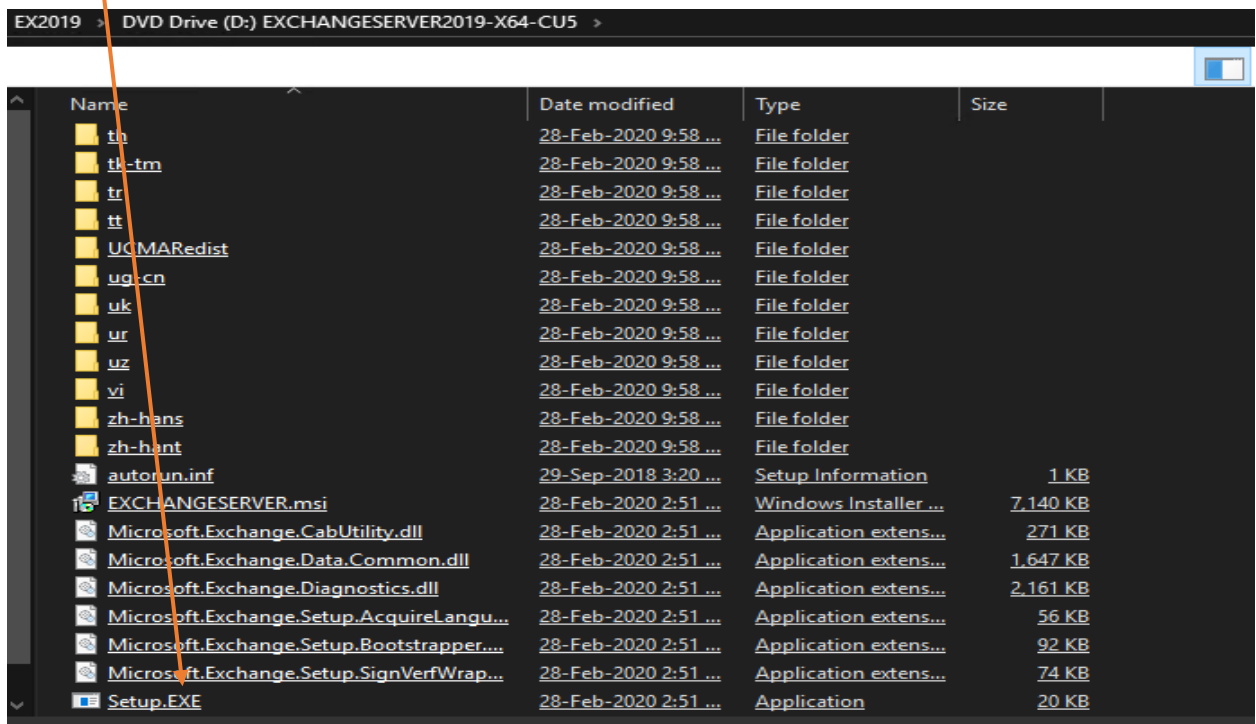 EX2019 > DVD Drive (D:) EXCHANGESERVER2019-X64-CU5 >
Name Date modified Type Size
th 28-Feb-2020 9:58 ... File folder
tk-tm 28-Feb-2020 9:58 ... File folder
tr 28-Feb-2020 9:58 ... File folder
tt 28-Feb-2020 9:58 ... File folder
UCMARedist 28-Feb-2020 9:58 ... File folder
ug-cn 28-Feb-2020 9:58 ... File folder
uk 28-Feb-2020 9:58 ... File folder
ur 28-Feb-2020 9:58 ... File folder
uz 28-Feb-2020 9:58 ... File folder
vi 28-Feb-2020 9:58 ... File folder
zh-hans 28-Feb-2020 9:58 ... File folder
zh-hant 28-Feb-2020 9:58 ... File folder
autorun.inf 29-Sep-2018 3:20 ... Setup Information 1 KB
EXCHANGESERVER.msi 28-Feb-2020 2:51 ... Windows Installer ... 7,140 KB
Microsoft.Exchange.CabUtility.dll 28-Feb-2020 2:51 ... Application extens... 271 KB
Microsoft.Exchange.Data.Common.dll 28-Feb-2020 2:51 ... Application extens... 1,647 KB
Microsoft.Exchange.Diagnostics.dll 28-Feb-2020 2:51 ... Application extens... 2,161 KB
Microsoft.Exchange.Setup.AcquireLangu... 28-Feb-2020 2:51 ... Application extens... 56 KB
Microsoft.Exchange.Setup.Bootstrapper.... 28-Feb-2020 2:51 ... Application extens... 92 KB
Microsoft.Exchange.Setup.SignVerfWrap... 28-Feb-2020 2:51 ... Application extens... 74 KB
Setup.EXE 28-Feb-2020 2:51 ... Application 20 KB